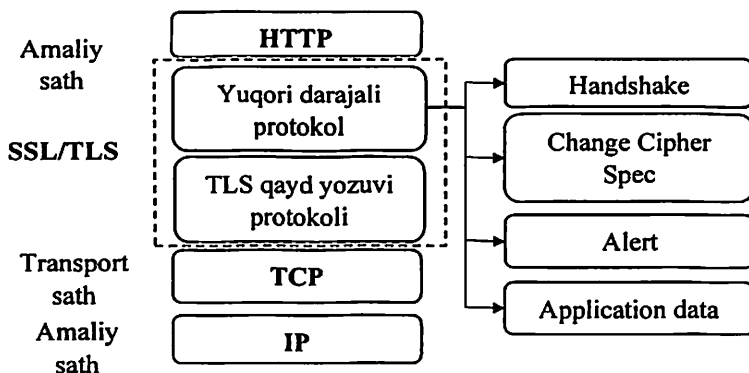 Amaliy
sath
HTTP
SSL/TLS
Yuqori darajali
protokol
TLS qayd yozuvi
protokoli
Transport
sath
TCP
Amaliy
sath
IP
Handshake
Change Cipher
Spec
Alert
Application data